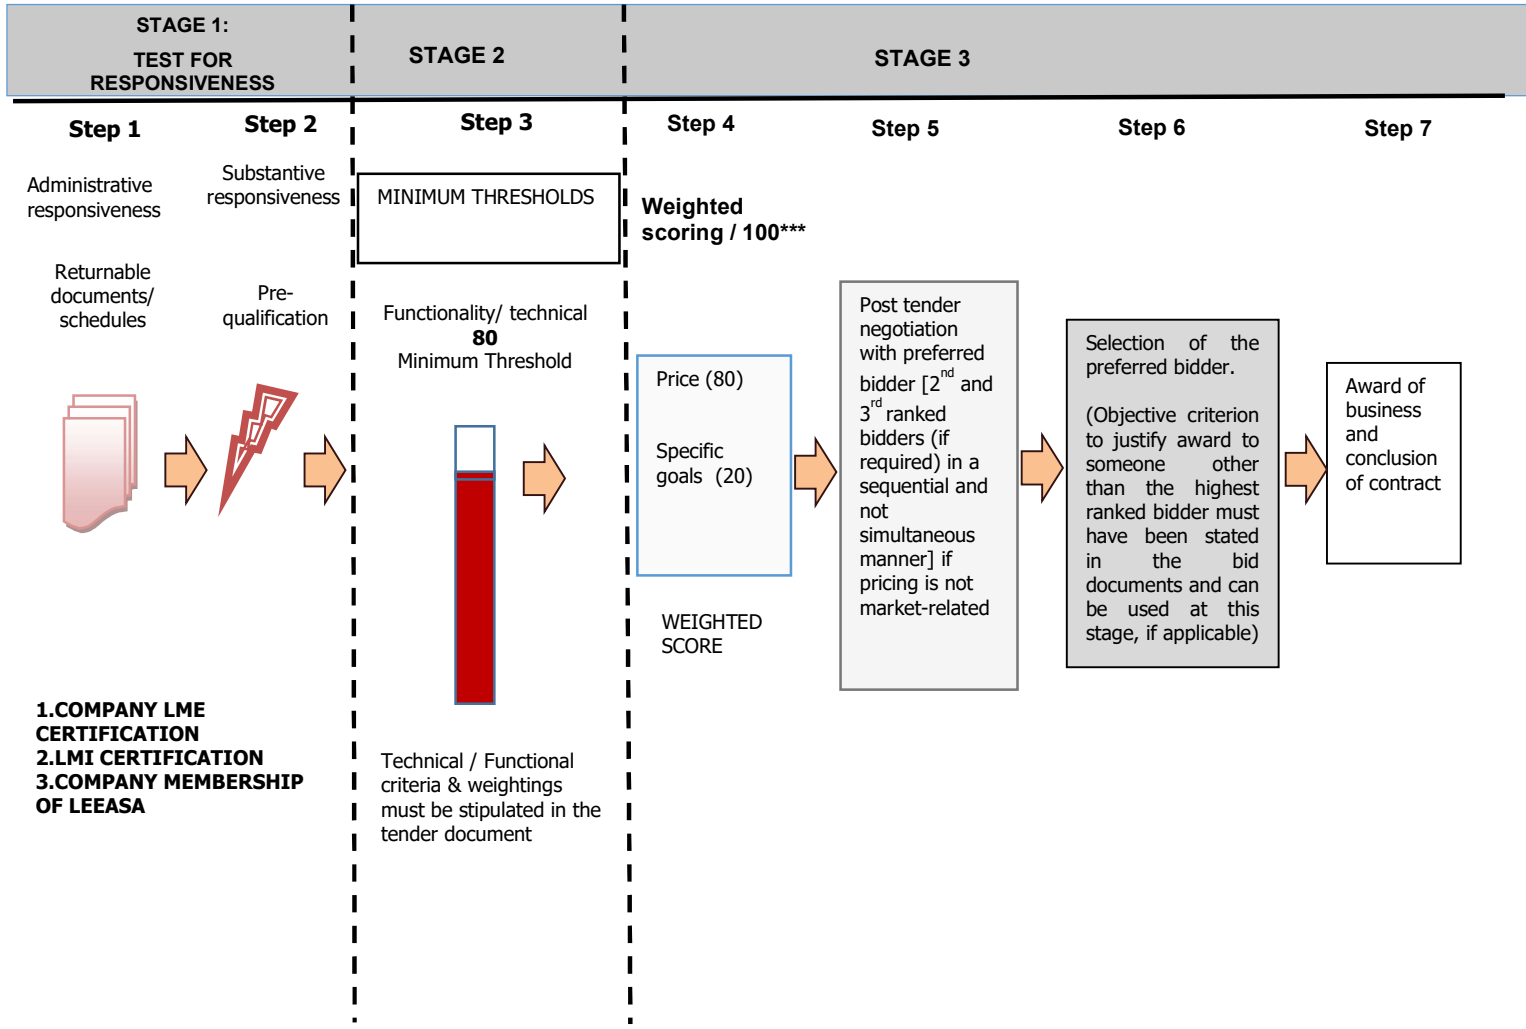 STAGE 1:
TEST FOR
RESPONSIVENESS
STAGE 2
STAGE 3
Step 1
Step 2
Step 3
Step 4
Step 5
Step 6
Step 7
Administrative
responsiveness
Returnable
documents/
schedules
Substantive
responsiveness
Pre-
qualification
1.COMPANY LME
CERTIFICATION
2.LMI CERTIFICATION
3.COMPANY MEMBERSHIP
OF LEEASA
MINIMUM THRESHOLDS
Functionality/ technical
80
Minimum Threshold
Technical / Functional
criteria & weightings
must be stipulated in the
tender document
Weighted
scoring / 100***
Price (80)
Specific
goals (20)
WEIGHTED
SCORE
Post tender
negotiation
with preferred
bidder [2nd and
3rd ranked
bidders (if
required) in a
sequential and
not
simultaneous
manner] if
pricing is not
market-related
Selection of the
preferred bidder.
(Objective criterion
to justify award to
someone other
than the highest
ranked bidder must
have been stated
in the bid
documents and can
be used at this
stage, if applicable)
Award of
business
and
conclusion
of contract